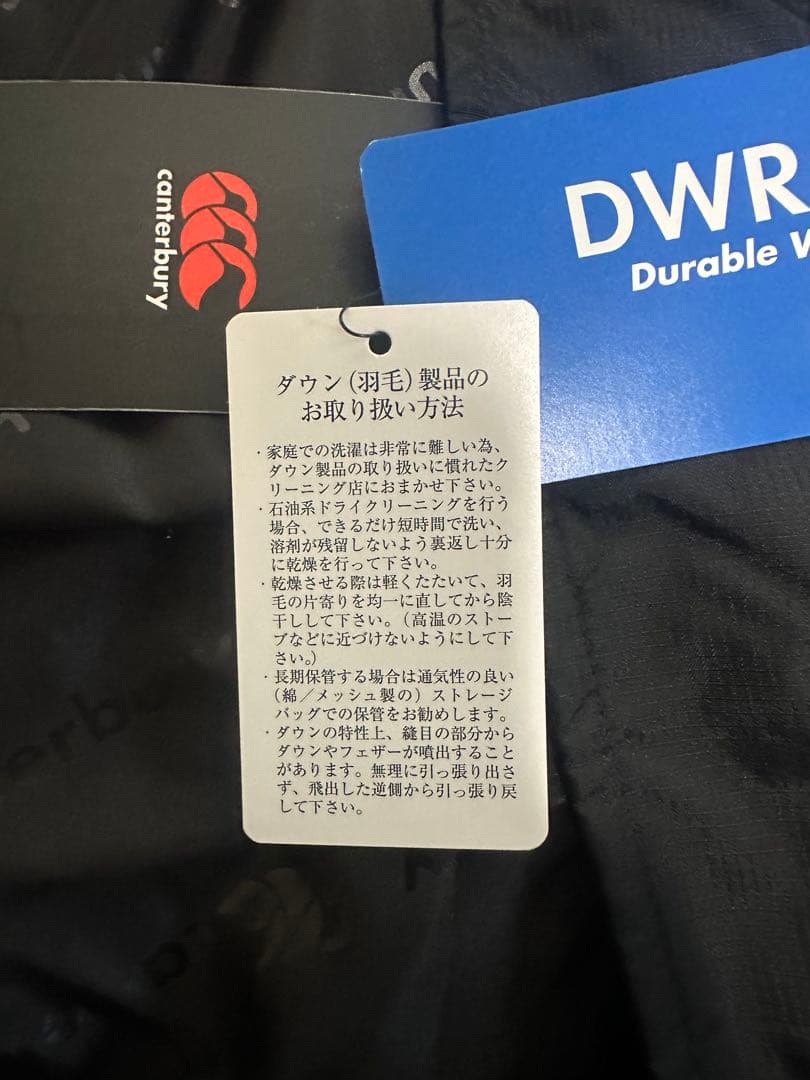 canterbury
DWR
Durable
ダウン(羽毛)製品の
お取り扱い方法
・家庭での洗濯は非常に難しい為、
ダウン製品の取り扱いに慣れたク
リーニング店におまかせ下さい。
・石油系ドライクリーニングを行う
場合、できるだけ短時間で洗い、
溶剤が残留しないよう裏返し十分
に乾燥を行って下さい。
・乾燥させる際は軽くたたいて、羽
毛の片寄りを均一に直してから陰
干しして下さい。(高温のストー
ブなどに近づけないようにして下
さい。)
・長期保管する場合は通気性の良い
(綿／メッシュ製の)ストレージ
バッグでの保管をお勧めします。
・ダウンの特性上、縫目の部分から
ダウンやフェザーが噴出すること
があります。無理に引っ張り出さ
ず、飛出した逆側から引っ張り戻
して下さい。